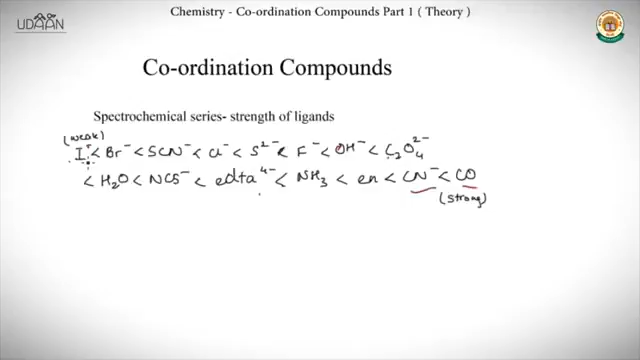 Chemistry - Co-ordination Compounds Part 1 ( Theory )
UDAAN
Co-ordination Compounds
Spectrochemical series- strength of ligands
(weak)
I⁻ < Br⁻ < SCN⁻ < Cl⁻ < S²⁻ < F⁻ < OH⁻ < C₂O₄²⁻
< H₂O < NCS⁻ < edta⁴⁻ < NH₃ < en < CN⁻ < CO
(strong)